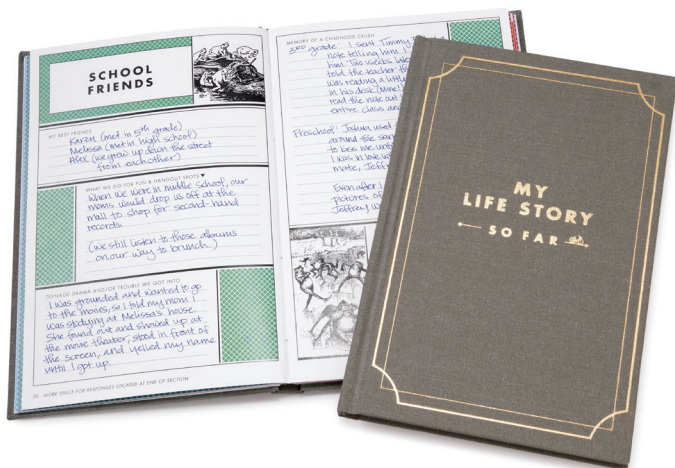 SCHOOL
FRIENDS
MY BEST FRIENDS
Karen (met in 5th grade)
Melissa (met in high school)
Alex (we grew up down the street
from each other)
WHAT WE DID FOR FUN & HANGOUT SPOTS ▼
When we were in middle school, our
moms would drop us off at the
mall to shop for second-hand
records.
(we still listen to those albums
on our way to brunch.)
TEENAGE DRAMA AND/OR TROUBLE WE GOT INTO
I was grounded and wanted to go
to the movies, so I told my mom I
was studying at Melissa's house.
She found out and showed up at
the movie theater, stood in front of
the screen, and yelled my name
until I got up.
MORE SPACE FOR RESPONSES LOCATED AT END OF SECTION
MEMORY OF A CHILDHOOD CRUSH
3RD grade: I sent Timmy
note telling him I
him. Two weeks
told the teacher
was reading a
in his desk (Mine!)
read the note out
entire class and
Preschool: Joshua used
around the
to kiss me
I was in love
mate,
Even after I
pictures of
Jeffrey
MY
LIFE STORY
SO FAR